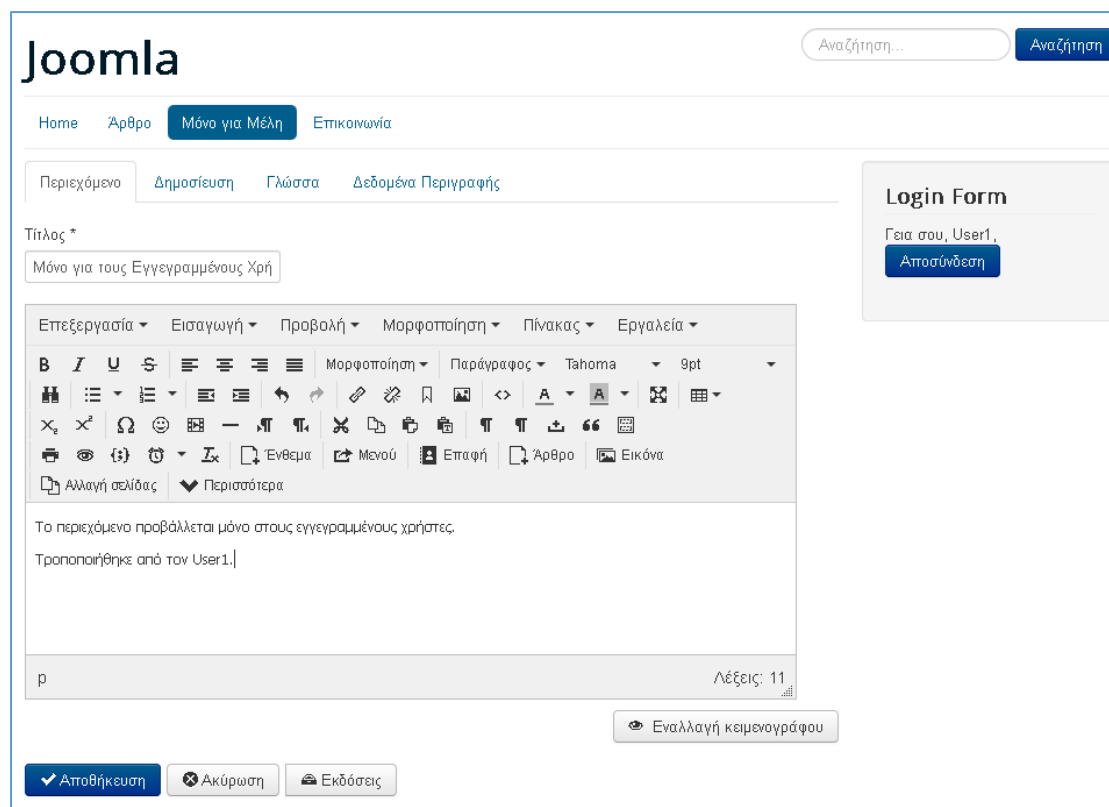 Joomla
Αναζήτηση...
Αναζήτηση
Home Άρθρο Μόνο για Μέλη Επικοινωνία
Περιεχόμενο Δημοσίευση Γλώσσα Δεδομένα Περιγραφής
Login Form
Γεια σου, User1,
Αποσύνδεση
Τίτλος *
Μόνο για τους Εγγεγραμμένους Χρή
Επεξεργασία Εισαγωγή Προβολή Μορφοποίηση Πίνακας Εργαλεία
B I U S Μορφοποίηση Παράγραφος Tahoma 9pt
A A
X₂ X² Ω
Ix Ένθεμα Μενού Επαφή Άρθρο Εικόνα
Αλλαγή σελίδας Περισσότερα
Το περιεχόμενο προβάλλεται μόνο στους εγγεγραμμένους χρήστες.
Τροποποιήθηκε από τον User1.
p Λέξεις: 11
Εναλλαγή κειμενογράφου
Αποθήκευση Ακύρωση Εκδόσεις